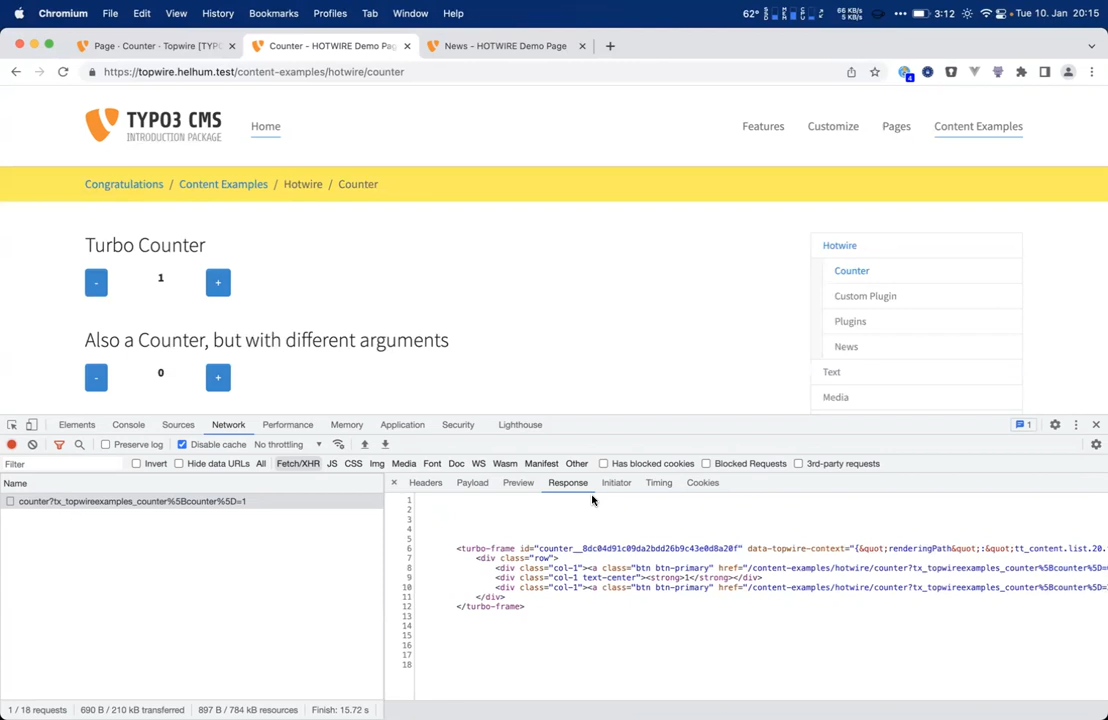 Chromium File Edit View History Bookmarks Profiles Tab Window Help 62° 66 KB/s 5 KB/s 3:12 Tue 10. Jan 20:15
Page · Counter · Topwire [TYPO Counter - HOTWIRE Demo Pag News - HOTWIRE Demo Page
https://topwire.helhum.test/content-examples/hotwire/counter 4
TYPO3 CMS
INTRODUCTION PACKAGE
Home Features Customize Pages Content Examples
Congratulations / Content Examples / Hotwire / Counter
Turbo Counter
- 1 +
Also a Counter, but with different arguments
- 0 +
Hotwire
Counter
Custom Plugin
Plugins
News
Text
Media
Elements Console Sources Network Performance Memory Application Security Lighthouse 1
Preserve log Disable cache No throttling
Filter Invert Hide data URLs All Fetch/XHR JS CSS Img Media Font Doc WS Wasm Manifest Other Has blocked cookies Blocked Requests 3rd-party requests
Name
counter?tx_topwireexamples_counter%5Bcounter%5D=1
Headers Payload Preview Response Initiator Timing Cookies
1
2
3
4
5
6 <turbo-frame id="counter__8dc04d91c09da2bdd26b9c43e0d8a20f" data-topwire-context="{&quot;renderingPath&quot;:&quot;tt_content.list.20.
7 <div class="row">
8 <div class="col-1"><a class="btn btn-primary" href="/content-examples/hotwire/counter?tx_topwireexamples_counter%5Bcounter%5D=
9 <div class="col-1 text-center"><strong>1</strong></div>
10 <div class="col-1"><a class="btn btn-primary" href="/content-examples/hotwire/counter?tx_topwireexamples_counter%5Bcounter%5D=
11 </div>
12 </turbo-frame>
13
14
15
16
17
18
1 / 18 requests 690 B / 210 kB transferred 897 B / 784 kB resources Finish: 15.72 s